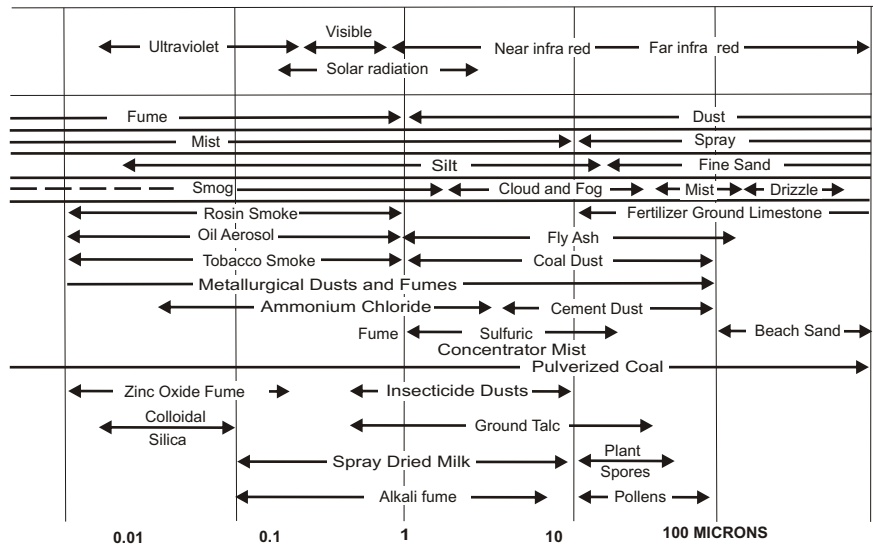 Visible
Ultraviolet Near infra red Far infra red
Solar radiation
Fume Dust
Mist Spray
Silt Fine Sand
Smog Cloud and Fog Mist Drizzle
Rosin Smoke Fertilizer Ground Limestone
Oil Aerosol Fly Ash
Tobacco Smoke Coal Dust
Metallurgical Dusts and Fumes
Ammonium Chloride Cement Dust
Fume Sulfuric Beach Sand
Concentrator Mist
Pulverized Coal
Zinc Oxide Fume Insecticide Dusts
Colloidal Ground Talc
Silica
Spray Dried Milk Plant
Spores
Alkali fume Pollens
0.01 0.1 1 10 100 MICRONS